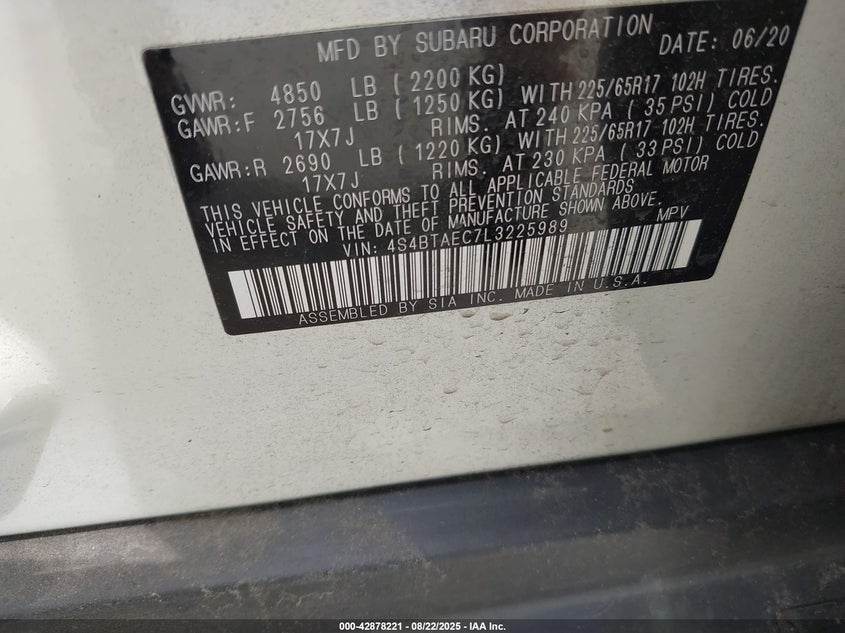 MFD BY SUBARU CORPORATION DATE: 06/20
GVWR: 4850 LB (2200 KG)
GAWR:F 2756 LB (1250 KG) WITH 225/65R17 102H TIRES.
17X7J RIMS. AT 240 KPA (35 PSI) COLD
GAWR:R 2690 LB (1220 KG) WITH 225/65R17 102H TIRES.
17X7J RIMS. AT 230 KPA (33 PSI) COLD
THIS VEHICLE CONFORMS TO ALL APPLICABLE FEDERAL MOTOR
VEHICLE SAFETY AND THEFT PREVENTION STANDARDS
IN EFFECT ON DATE OF MANUFACTURE SHOWN ABOVE.
VIN: 4S4BTAEC7L3225989 MPV
ASSEMBLED BY SIA INC. MADE IN U.S.A.
000-42878221 - 08/22/2025 - IAA Inc.